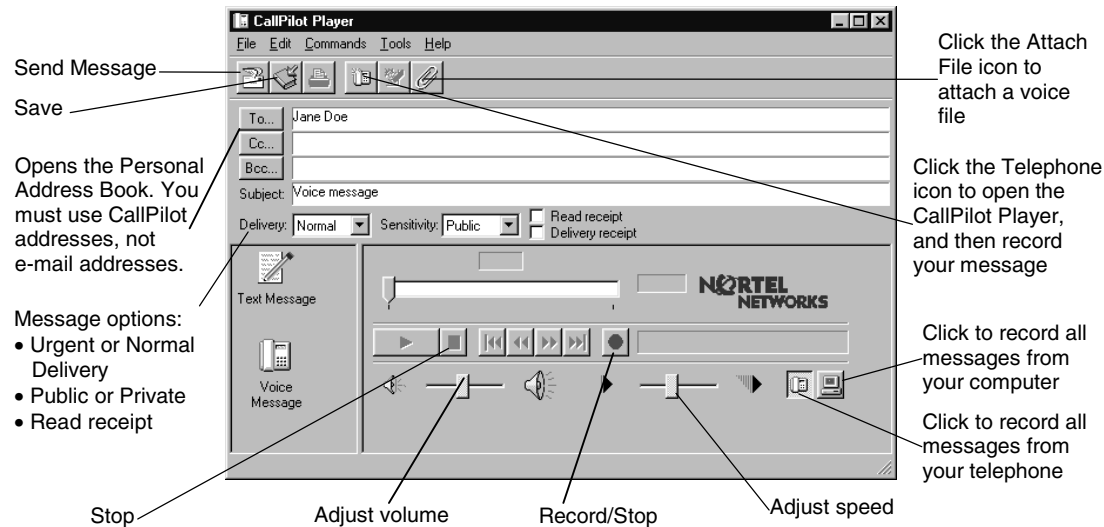 CallPilot Player
File Edit Commands Tools Help
Send Message
Save
Opens the Personal
Address Book. You
must use CallPilot
addresses, not
e-mail addresses.
Message options:
• Urgent or Normal
Delivery
• Public or Private
• Read receipt
To... Jane Doe
Cc...
Bcc...
Subject: Voice message
Delivery: Normal Sensitivity: Public Read receipt
Delivery receipt
Text Message
Voice
Message
NORTEL
NETWORKS
Click the Attach
File icon to
attach a voice
file
Click the Telephone
icon to open the
CallPilot Player,
and then record
your message
Click to record all
messages from
your computer
Click to record all
messages from
your telephone
Stop
Adjust volume
Record/Stop
Adjust speed